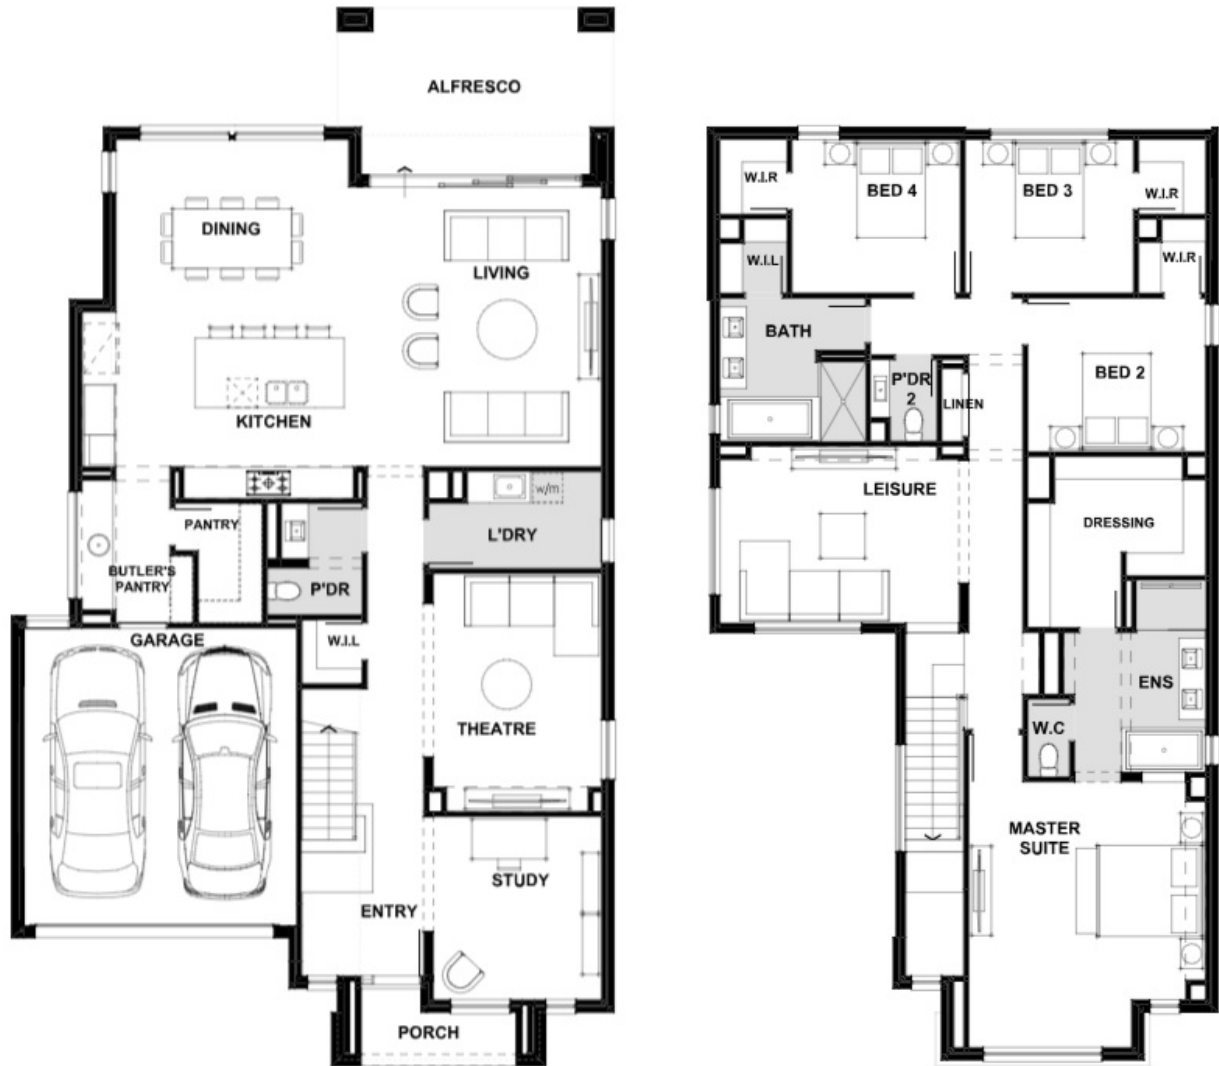 ALFRESCO
DINING
LIVING
KITCHEN
PANTRY
BUTLER'S
PANTRY
P'DR
w/m
L'DRY
GARAGE
W.I.L
THEATRE
STUDY
ENTRY
PORCH
W.I.R
BED 4
BED 3
W.I.R
W.I.L
W.I.R
BATH
P'DR
2
LINEN
BED 2
LEISURE
DRESSING
ENS
W.C
MASTER
SUITE